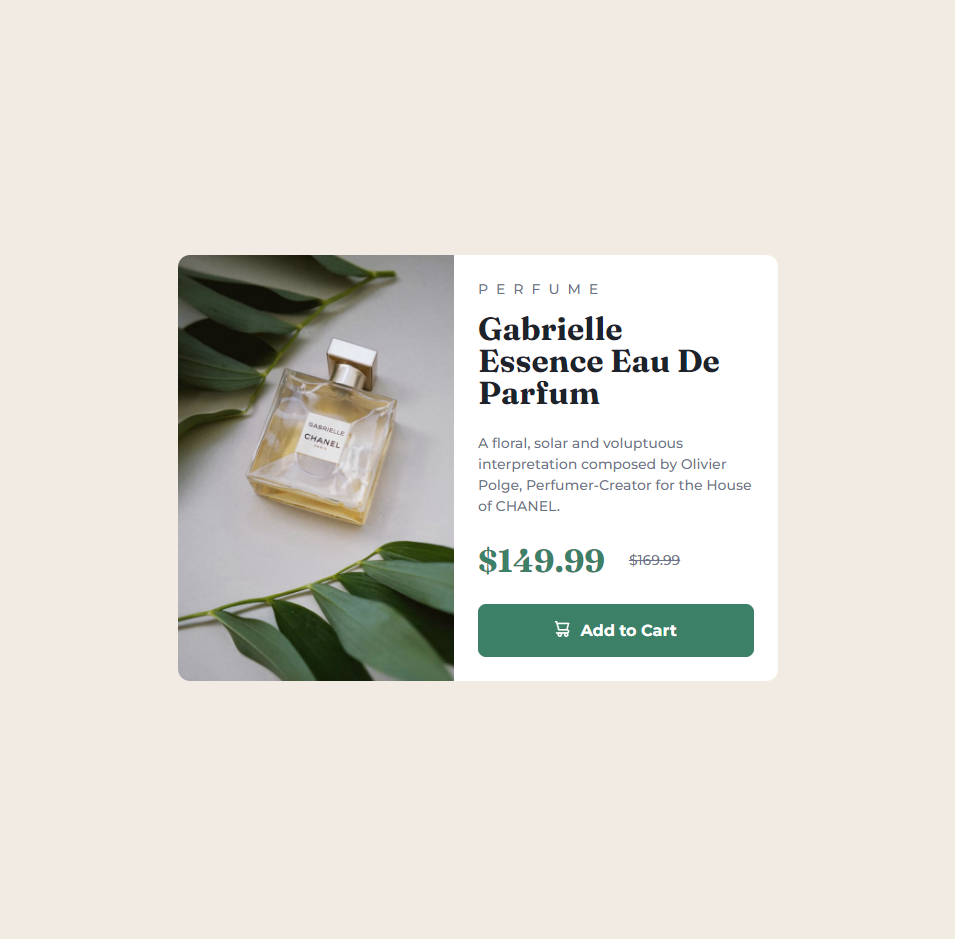 PERFUME
Gabrielle
Essence Eau De
Parfum
A floral, solar and voluptuous
interpretation composed by Olivier
Polge, Perfumer-Creator for the House
of CHANEL.
$149.99 $169.99
Add to Cart
GABRIELLE
CHANEL
PARIS